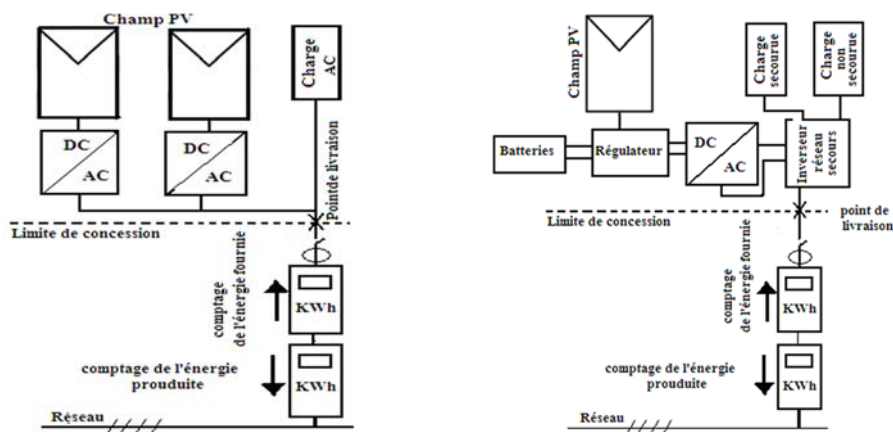 Champ PV
Charge
AC
DC
AC
DC
AC
Pointde livraison
Limite de concession
comptage
de l'énergie fournie
KWh
comptage de l'énergie
prouduite
KWh
Réseau
Champ PV
Charge
secourue
Charge
non
secourue
Batteries
Régulateur
DC
AC
Inverseur
réseau
secours
Limite de concession
point de
livraison
comptage
de l'énergie fournie
KWh
comptage de l'énergie
prouduite
KWh
Réseau